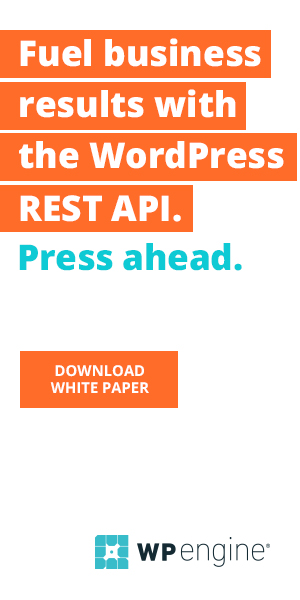 Fuel business
results with
the WordPress
REST API.
Press ahead.
DOWNLOAD
WHITE PAPER
WP engine®